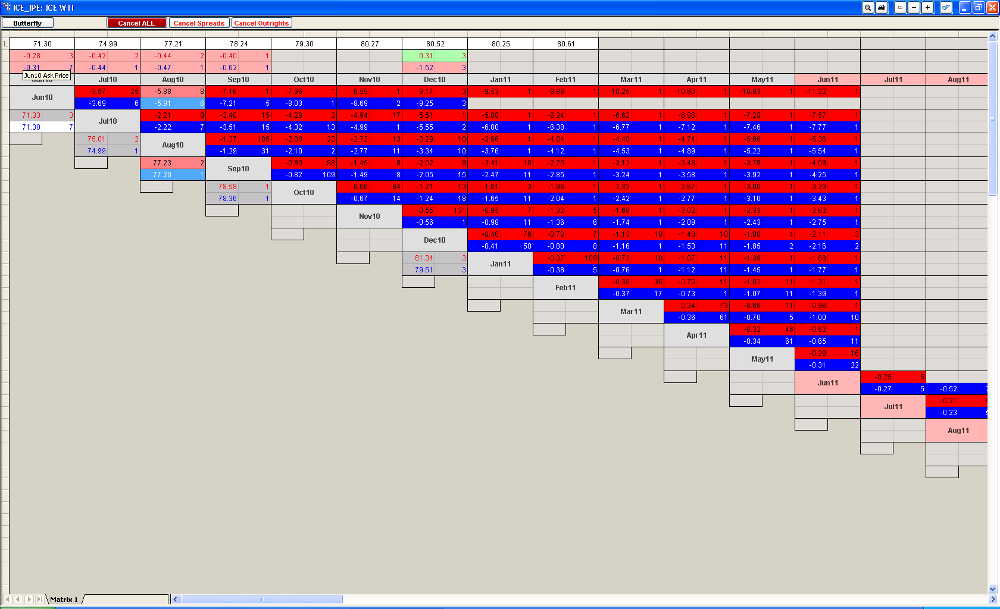 ICE_IPE: ICE WTI
Butterfly Cancel ALL Cancel Spreads Cancel Outrights
L 71.30 74.99 77.21 78.24 79.30 80.27 80.52 80.25 80.61
-0.28 3 -0.42 2 -0.44 2 -0.40 1 0.31 3
-0.31 7 -0.44 1 -0.47 1 -0.62 1 -1.52 3
Jun10 Ask Price
Jul10 Aug10 Sep10 Oct10 Nov10 Dec10 Jan11 Feb11 Mar11 Apr11 May11 Jun11 Jul11 Aug11
Jun10
-3.67 25 -5.88 8 -7.16 1 -7.96 1 -8.59 1 -9.17 2 -9.53 1 -9.88 1 -10.25 1 -10.60 1 -10.93 1 -11.22 1
-3.69 6 -5.91 6 -7.21 5 -8.03 1 -8.69 2 -9.25 3
71.33 3 Jul10 -2.21 8 -3.48 15 -4.29 2 -4.94 17 -5.51 1 -5.88 1 -6.24 1 -6.62 1 -6.96 1 -7.28 1 -7.57 1
71.30 7 -2.22 7 -3.51 15 -4.32 13 -4.99 1 -5.55 2 -6.00 1 -6.38 1 -6.77 1 -7.12 1 -7.46 1 -7.77 1
75.01 2 Aug10 -1.27 105 -2.08 23 -2.73 13 -3.29 10 -3.66 1 -4.04 1 -4.40 1 -4.74 1 -5.06 1 -5.36 1
74.99 1 -1.29 31 -2.10 2 -2.77 11 -3.34 10 -3.76 1 -4.12 1 -4.53 1 -4.89 1 -5.22 1 -5.54 1
77.23 2 Sep10 -0.80 98 -1.45 8 -2.02 9 -2.41 10 -2.75 1 -3.12 1 -3.48 1 -3.79 1 -4.09 1
77.20 1 -0.82 109 -1.49 8 -2.05 15 -2.47 11 -2.85 1 -3.24 1 -3.58 1 -3.92 1 -4.25 1
78.58 1 Oct10 -0.66 84 -1.21 13 -1.61 3 -1.96 1 -2.33 1 -2.67 1 -3.00 1 -3.29 1
78.36 1 -0.67 14 -1.24 18 -1.65 11 -2.04 1 -2.42 1 -2.77 1 -3.10 1 -3.43 1
Nov10 -0.55 131 -0.95 7 -1.32 5 -1.68 1 -2.02 1 -2.33 1 -2.62 1
-0.56 1 -0.98 11 -1.36 6 -1.74 1 -2.09 1 -2.43 1 -2.75 1
Dec10 -0.40 76 -0.78 7 -1.13 10 -1.48 10 -1.80 4 -2.11 3
-0.41 50 -0.80 8 -1.16 1 -1.53 11 -1.85 2 -2.16 2
81.34 3 Jan11 -0.37 109 -0.73 10 -1.07 11 -1.39 1 -1.68 1
79.51 3 -0.38 5 -0.76 1 -1.12 11 -1.45 1 -1.77 1
Feb11 -0.36 36 -0.70 11 -1.02 11 -1.31 1
-0.37 17 -0.73 1 -1.07 11 -1.39 1
Mar11 -0.34 73 -0.66 11 -0.96 1
-0.36 61 -0.70 5 -1.00 10
Apr11 -0.32 46 -0.62 1
-0.34 61 -0.65 11
May11 -0.29 16
-0.31 22
Jun11 -0.25 5
-0.27 5 -0.52
Jul11 -0.21
-0.23
Aug11
Matrix 1